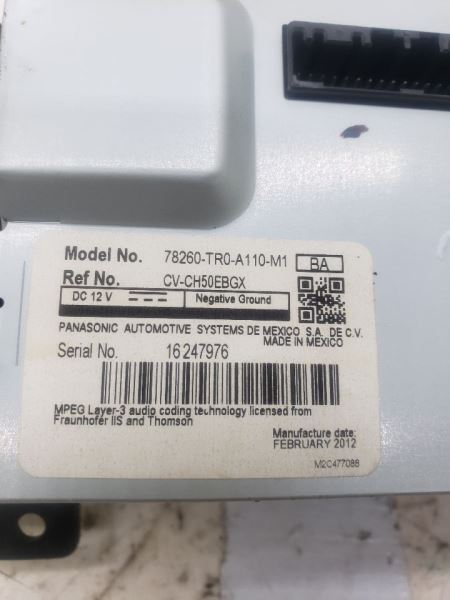 Model No. 78260-TR0-A110-M1 BA
Ref No. CV-CH50EBGX
DC 12 V Negative Ground
PANASONIC AUTOMOTIVE SYSTEMS DE MEXICO S.A. DE C.V.
MADE IN MEXICO
Serial No. 16247976
MPEG Layer-3 audio coding technology licensed from
Fraunhofer IIS and Thomson
Manufacture date:
FEBRUARY 2012
M2C477088